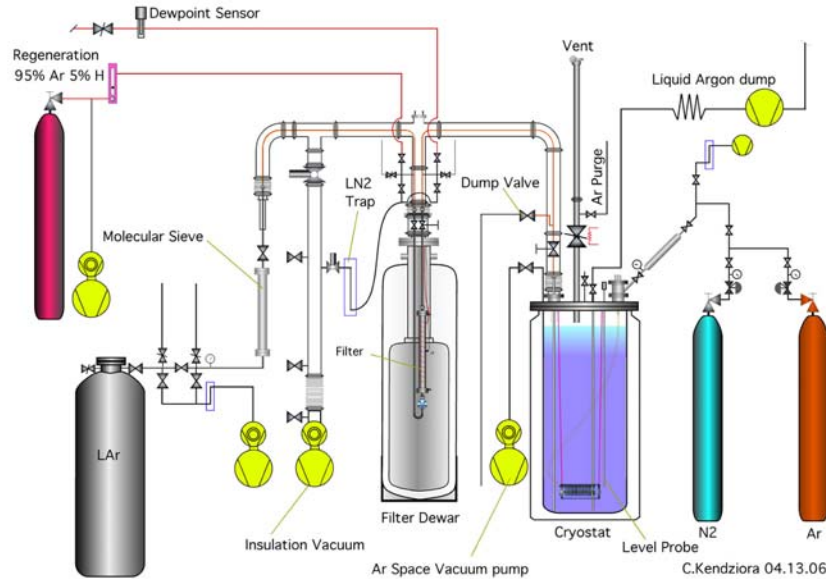 Dewpoint Sensor
Regeneration
95% Ar 5% H
Vent
Liquid Argon dump
LN2
Trap
Dump Valve
Ar Purge
Molecular Sieve
Filter
LAr
Filter Dewar
Cryostat
N2
Ar
Insulation Vacuum
Level Probe
Ar Space Vacuum pump
C.Kendziora 04.13.06